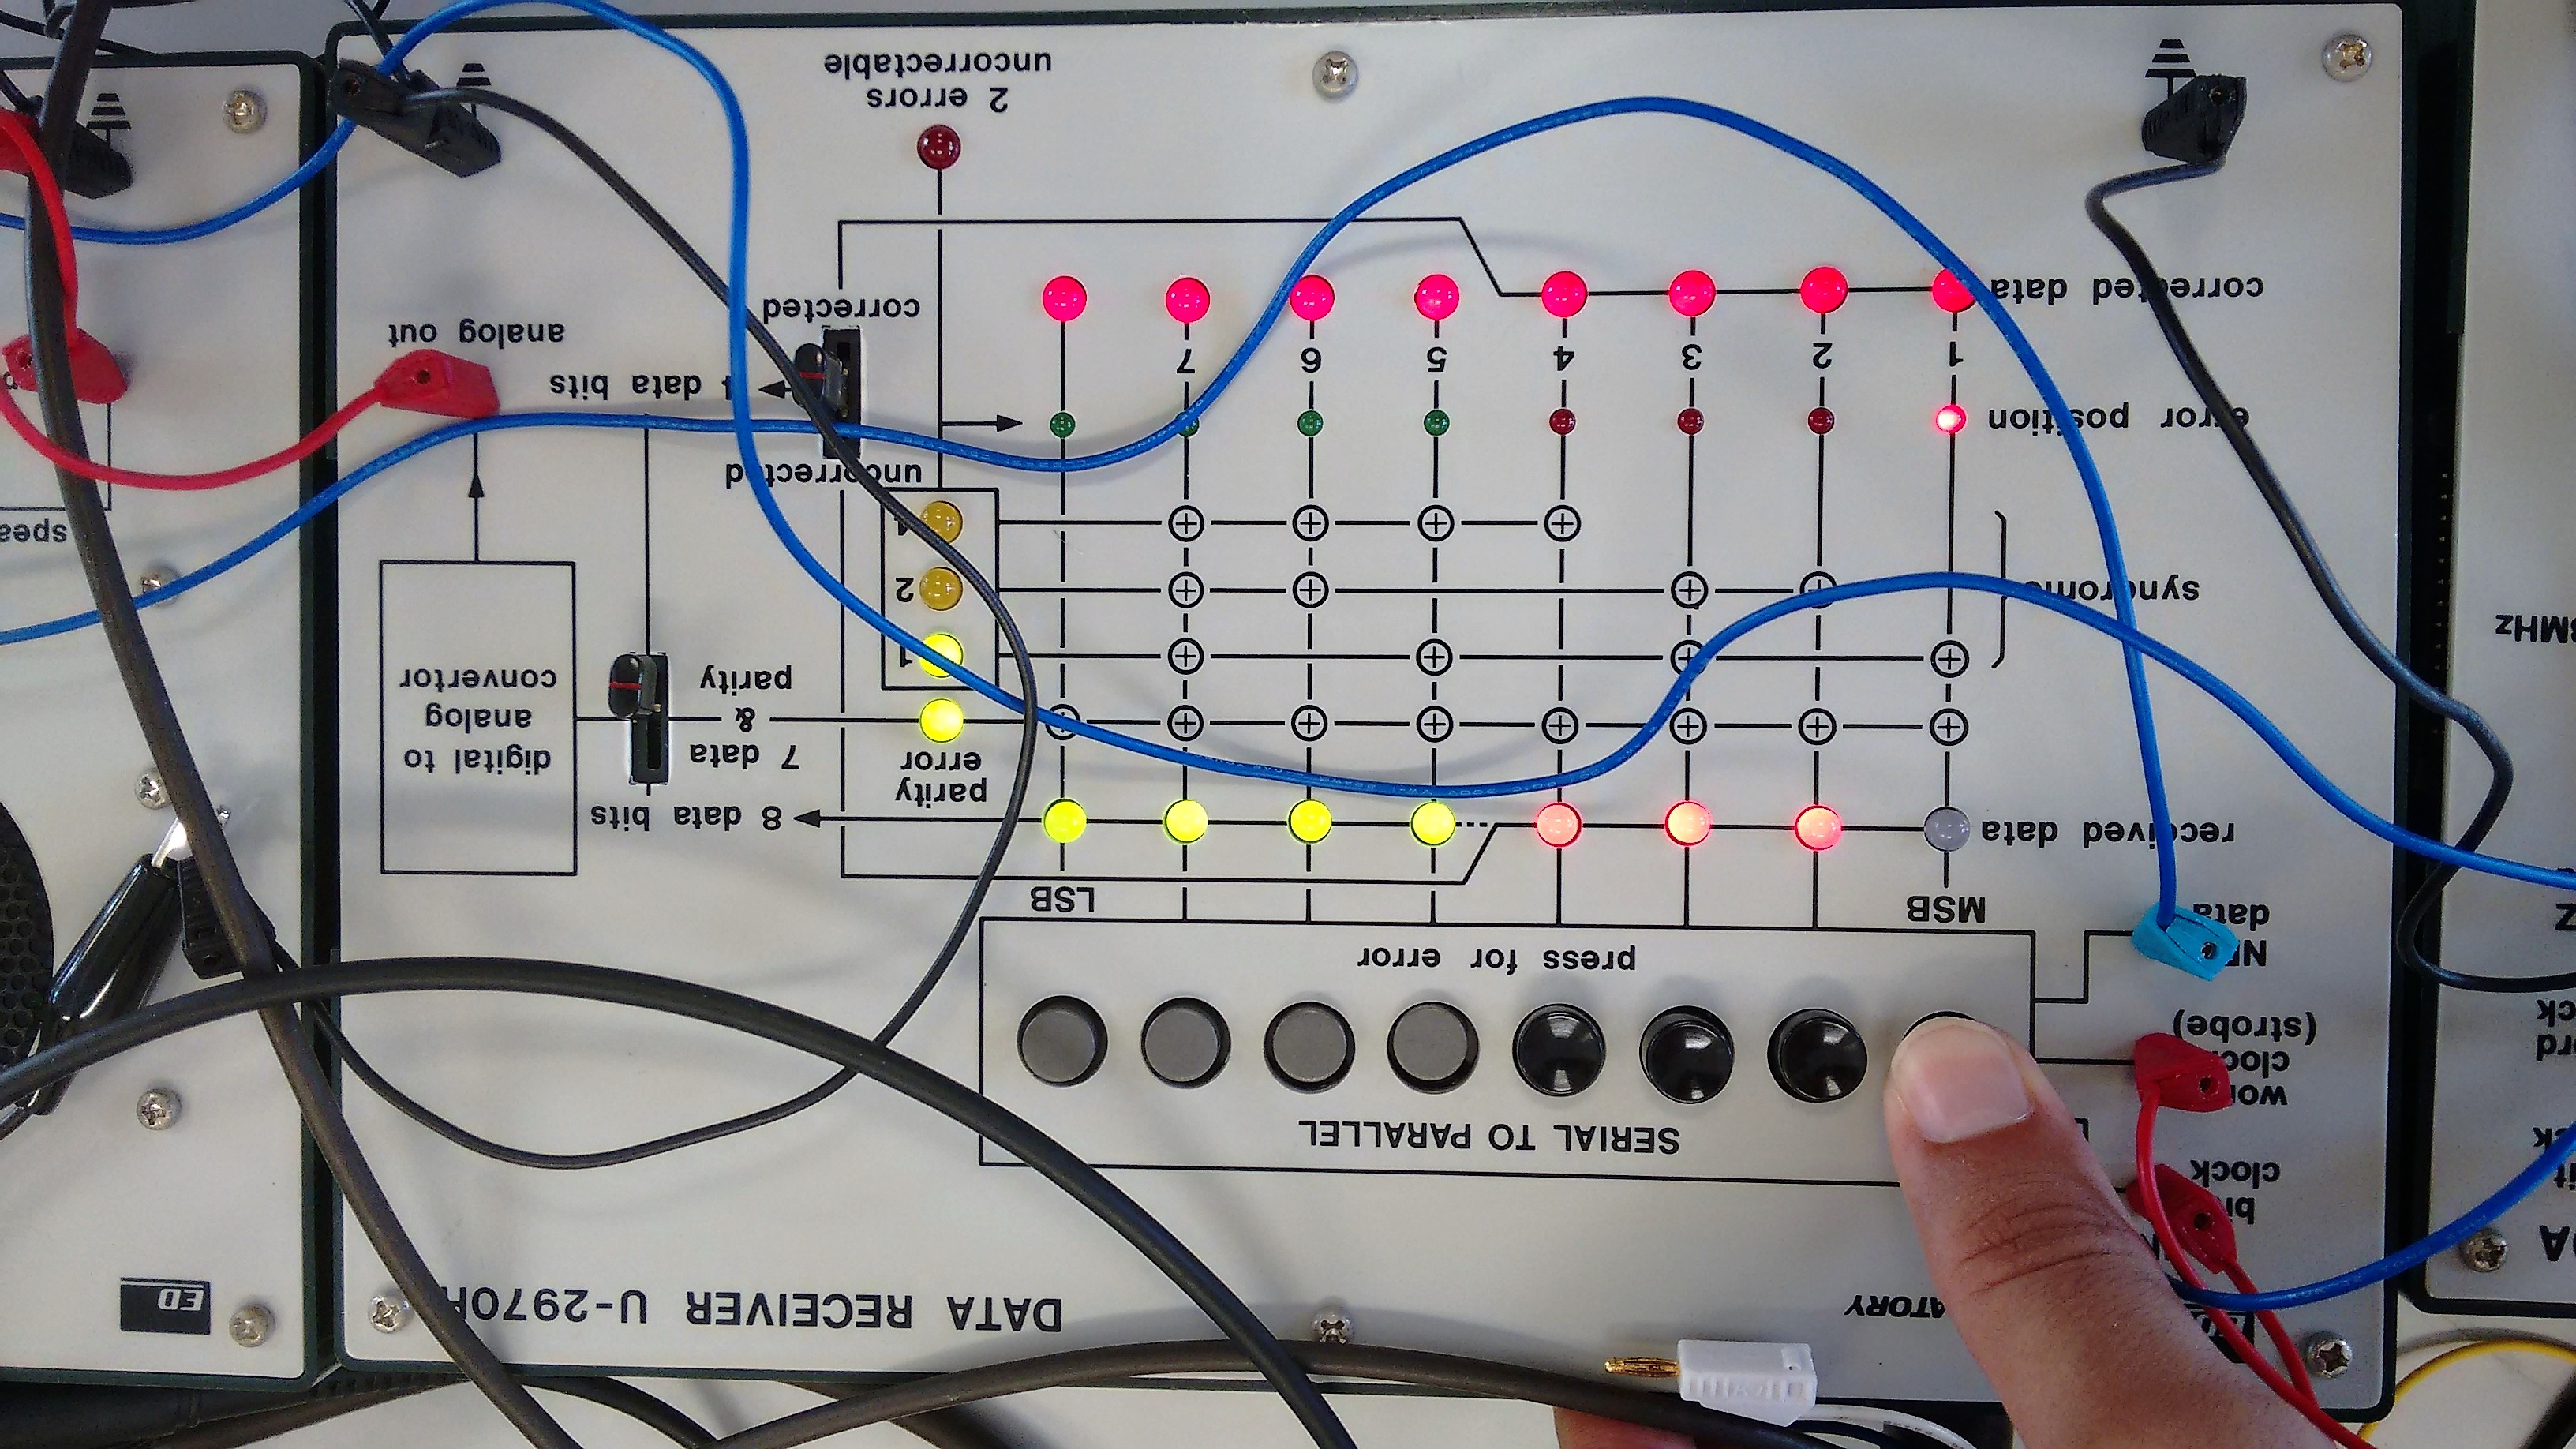 DATA RECEIVER U-2970
SERIAL TO PARALLEL
press for error
bit
clock
clock
(strobe)
data
MSB
LSB
received data
8 data bits
7 data
&
parity
parity
error
digital to
analog
convertor
1
2
4
syndrome
uncorrected
error position
4 data bits
analog out
1
2
3
4
5
6
7
corrected
corrected data
2 errors
uncorrectable
ED